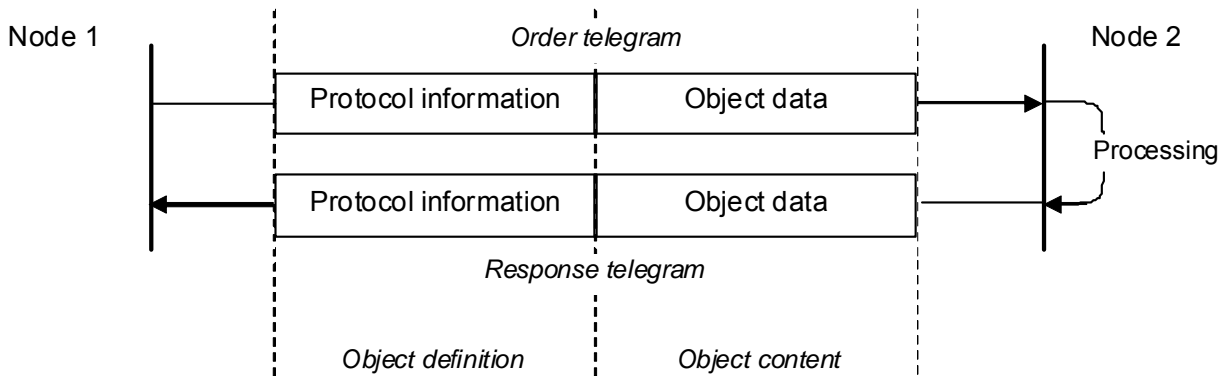 Node 1
Order telegram
Node 2
Protocol information
Object data
Processing
Protocol information
Object data
Response telegram
Object definition
Object content